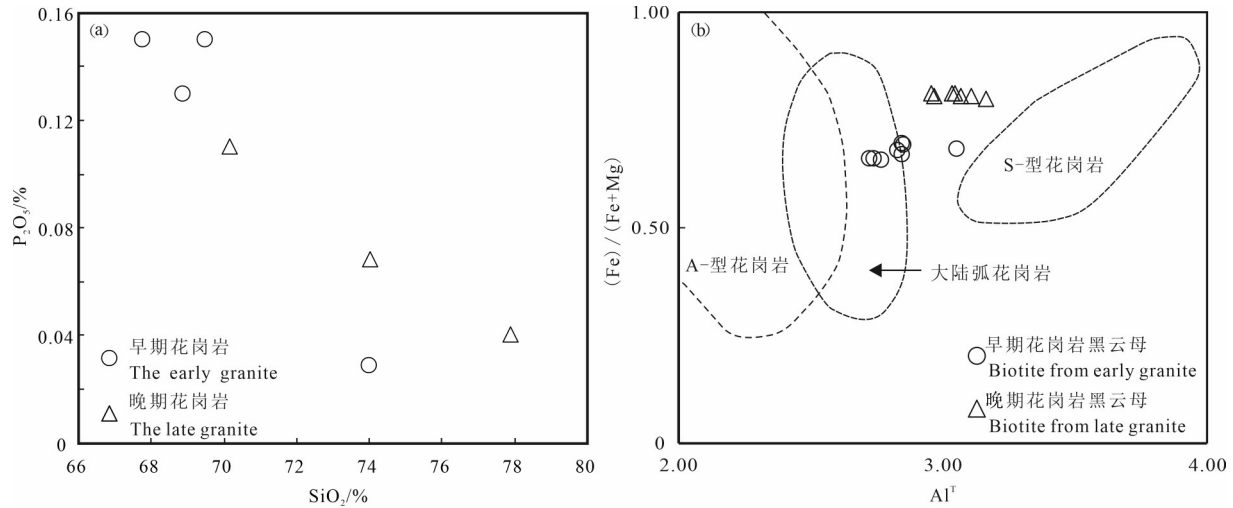 (a)
0.16
0.12
0.08
0.04
0
P₂O₅/%
早期花岗岩
The early granite
晚期花岗岩
The late granite
66 68 70 72 74 76 78 80
SiO₂/%
(b)
1.00
0.50
0
(Fe)/(Fe+Mg)
S-型花岗岩
A-型花岗岩
大陆弧花岗岩
早期花岗岩黑云母
Biotite from early granite
晚期花岗岩黑云母
Biotite from late granite
2.00 3.00 4.00
Alᵀ